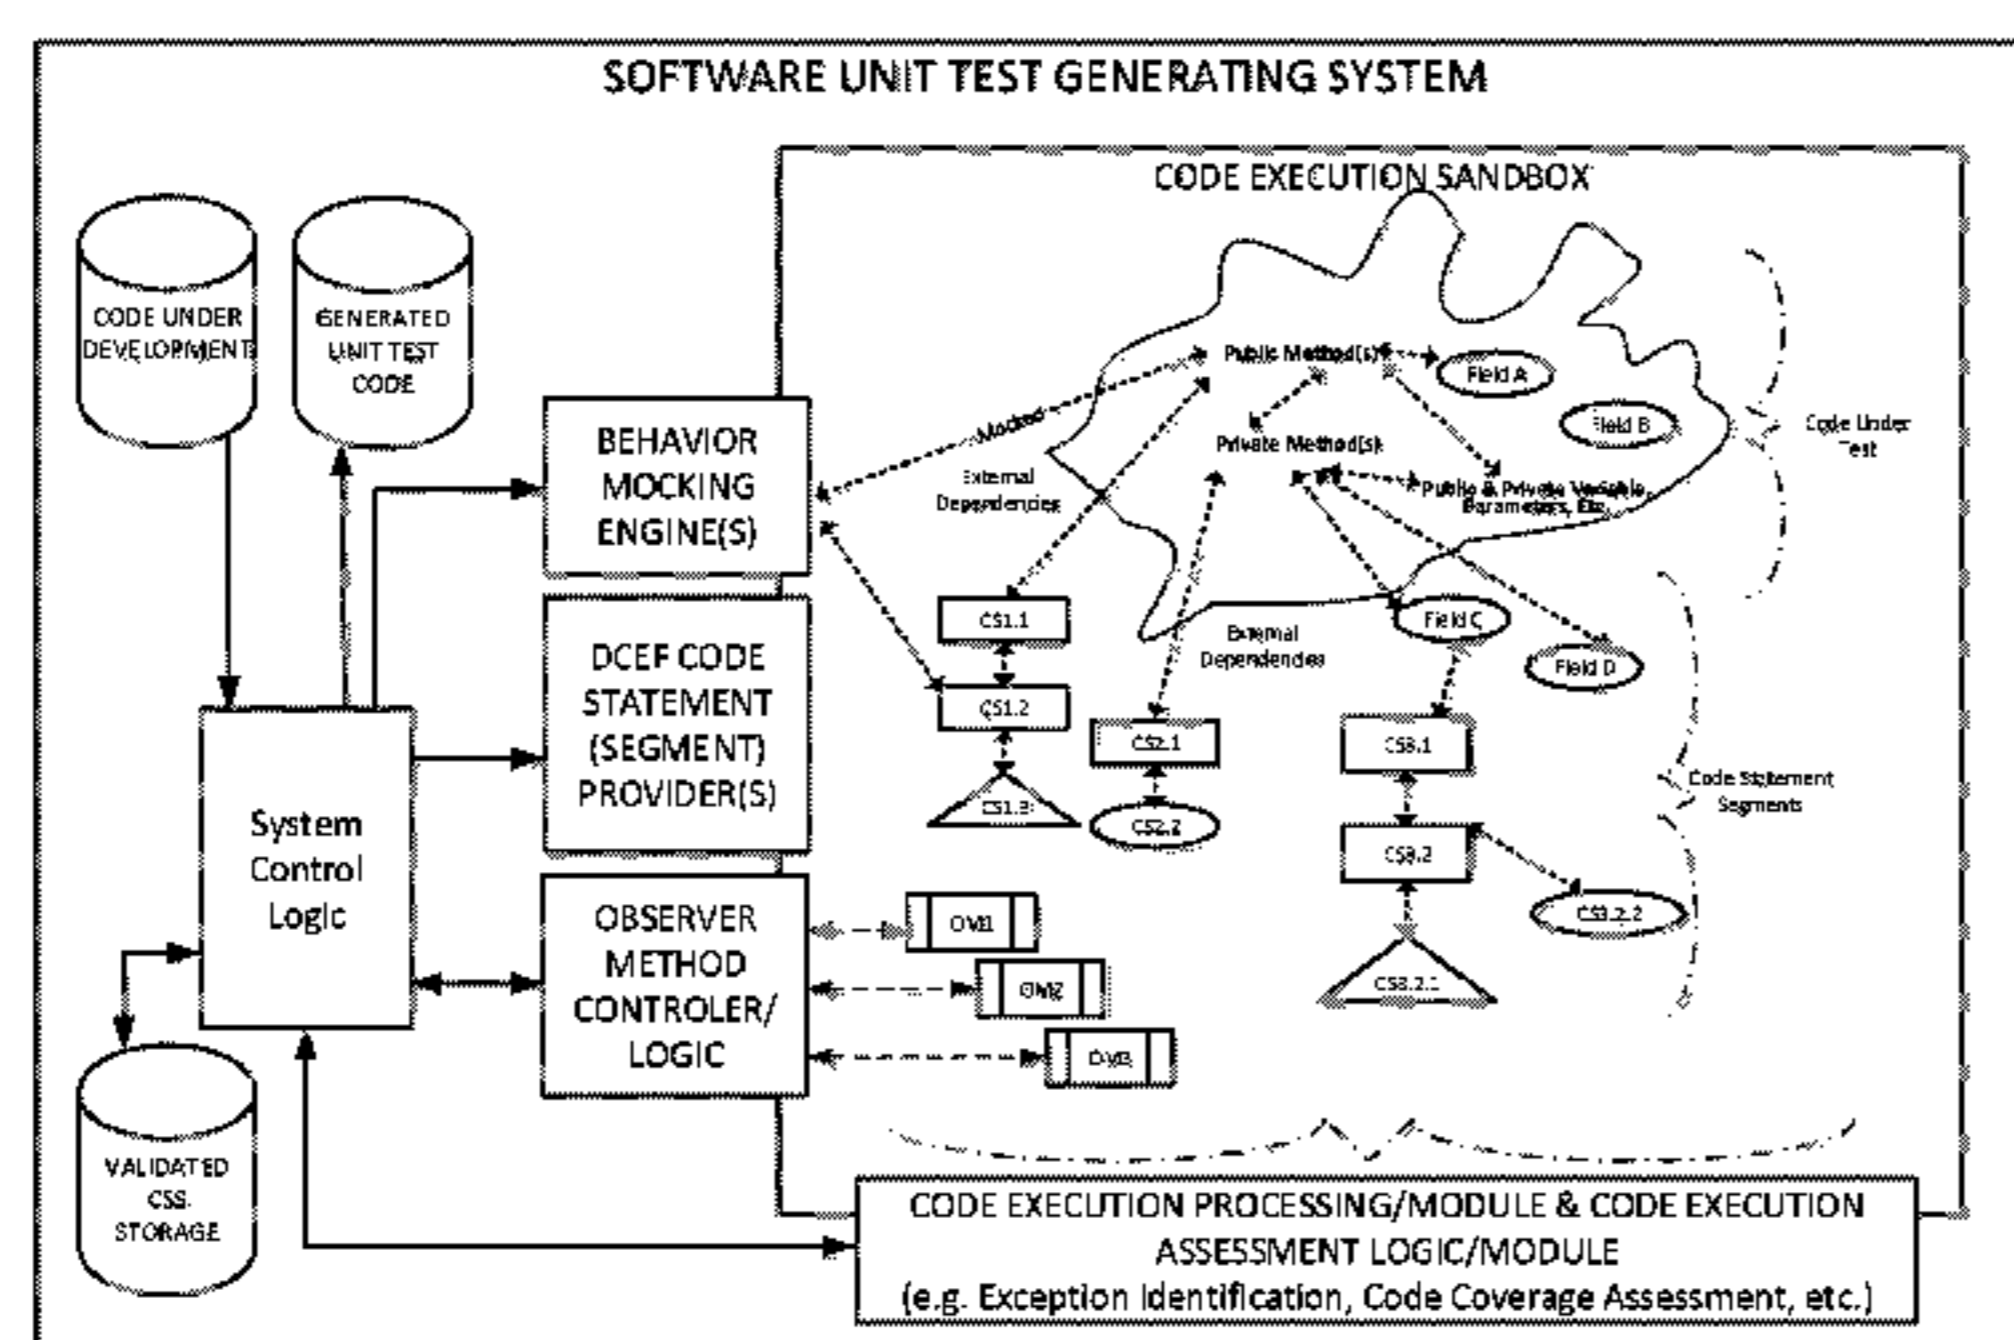 SOFTWARE UNIT TEST GENERATING SYSTEM
CODE EXECUTION SANDBOX
CODE UNDER
DEVELOPMENT
GENERATED
UNIT TEST
CODE
BEHAVIOR
MOCKING
ENGINE(S)
Mocked
External
Dependencies
Public Method(s)
Field A
Field B
Private Method(s)
Public & Private Variable,
Parameters, Etc.
Code Under
Test
DCEF CODE
STATEMENT
(SEGMENT)
PROVIDER(S)
CS1.1
CS1.2
CS1.3
CS2.1
CS2.2
External
Dependencies
Field C
Field D
CS3.1
CS3.2
CS3.2.2
CS3.2.1
Code Statement
Segments
System
Control
Logic
OBSERVER
METHOD
CONTROLER/
LOGIC
OM1
OM2
OM3
VALIDATED
CSS
STORAGE
CODE EXECUTION PROCESSING/MODULE & CODE EXECUTION
ASSESSMENT LOGIC/MODULE
(e.g. Exception Identification, Code Coverage Assessment, etc.)